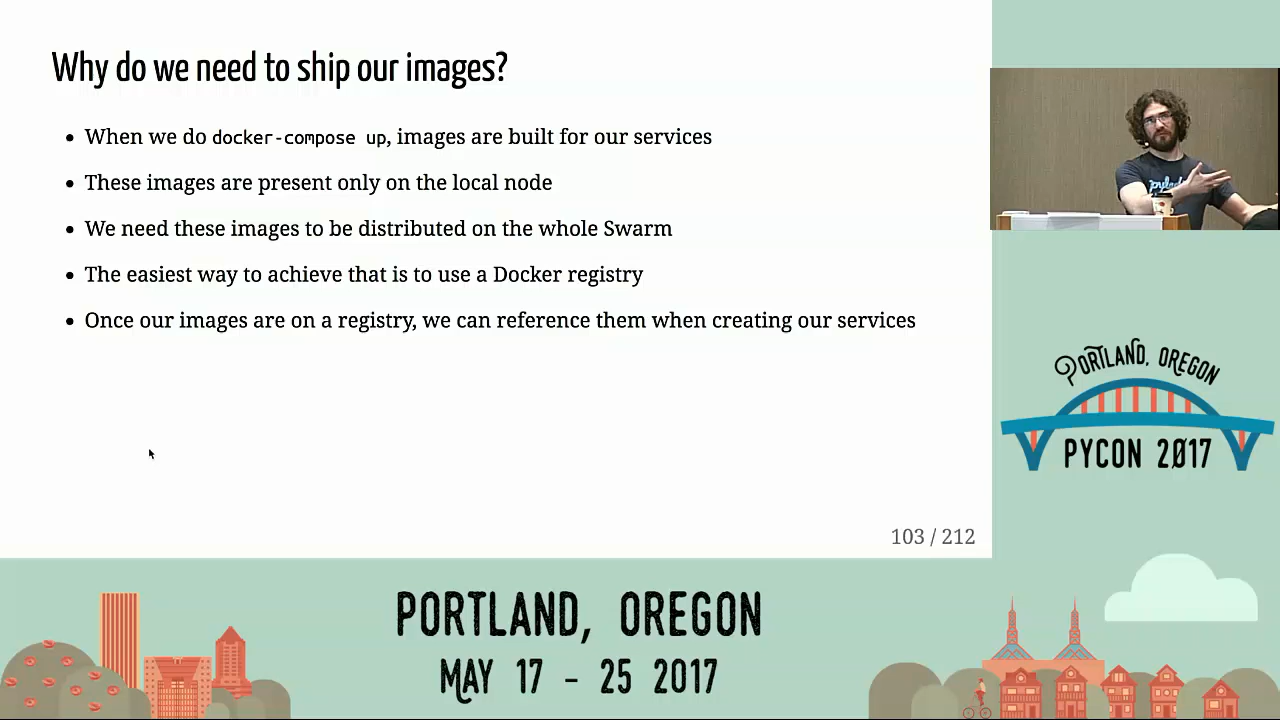 Why do we need to ship our images?
When we do docker-compose up, images are built for our services
These images are present only on the local node
We need these images to be distributed on the whole Swarm
The easiest way to achieve that is to use a Docker registry
Once our images are on a registry, we can reference them when creating our services
103 / 212
PORTLAND, OREGON
PYCON 2017
PORTLAND, OREGON
MAY 17 - 25 2017